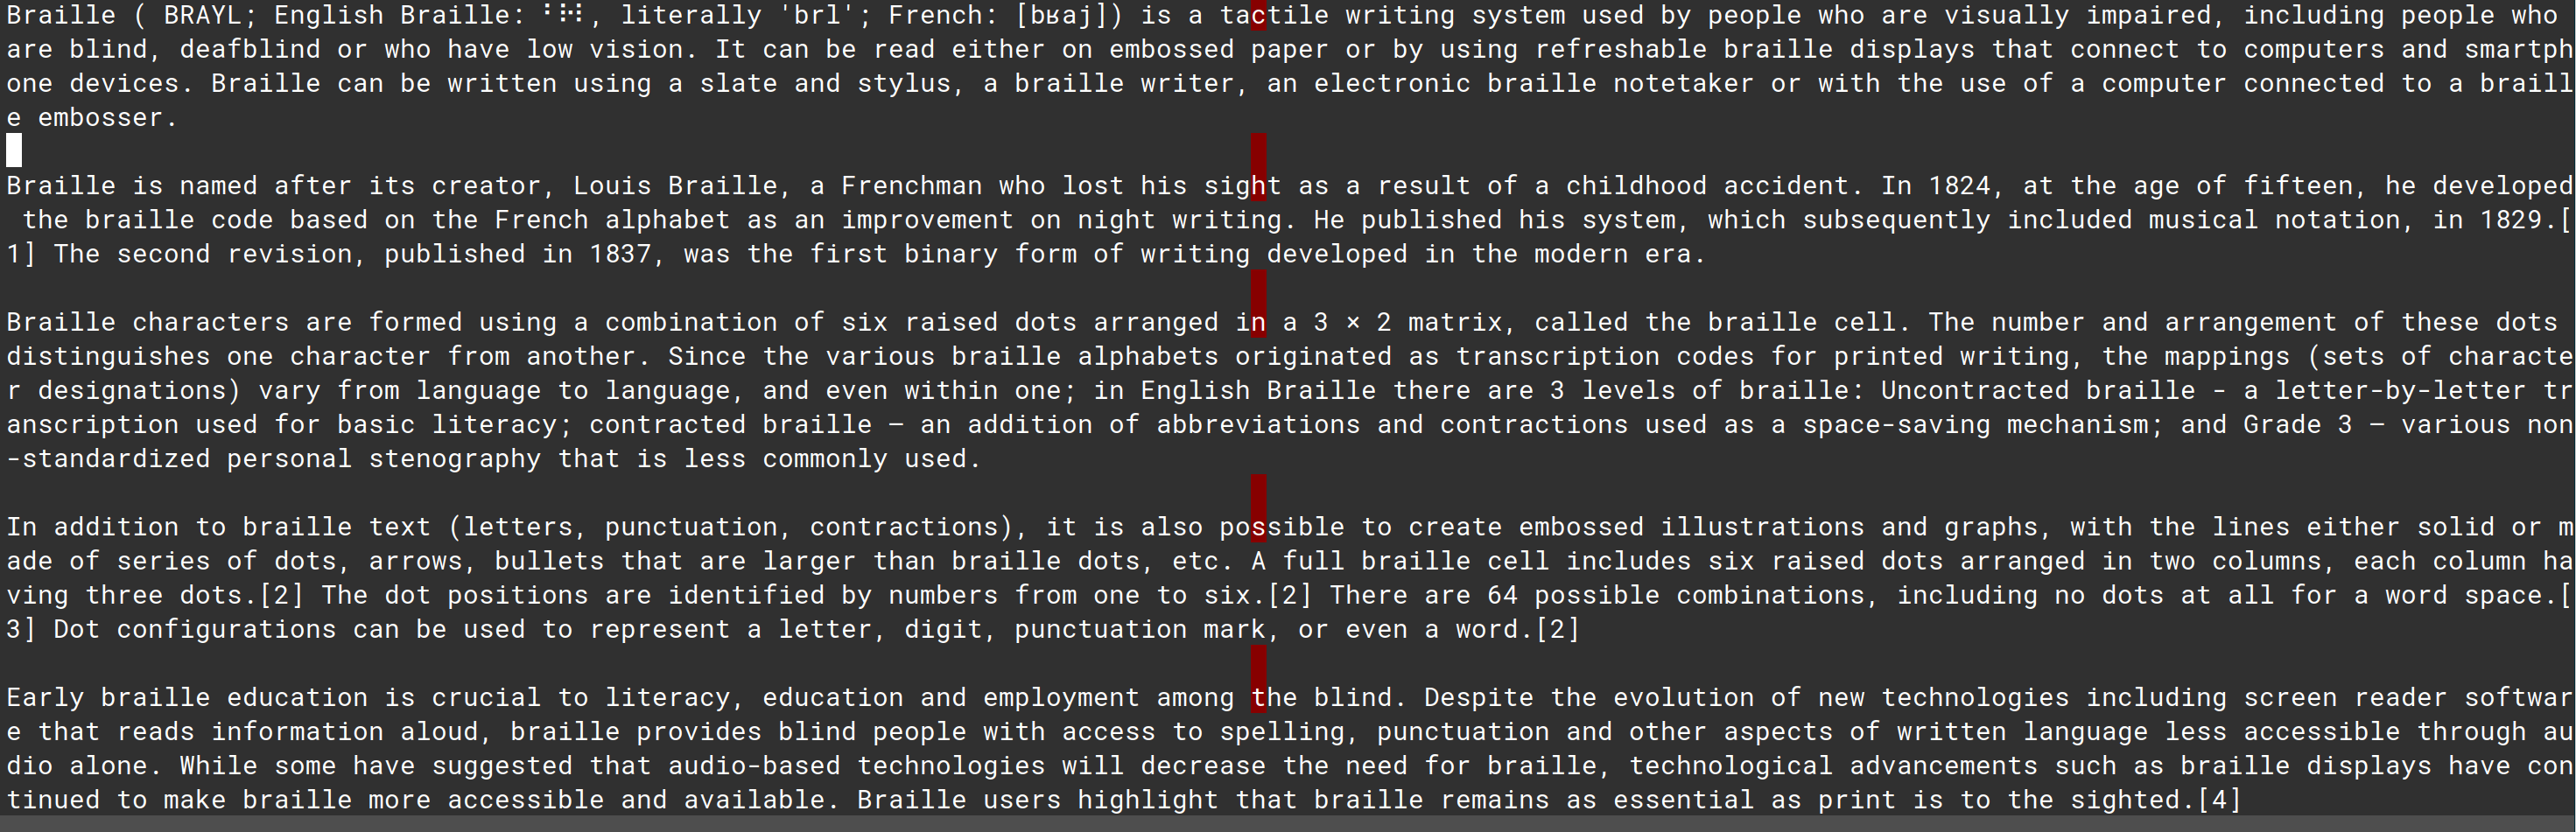 Braille ( BRAYL; English Braille: ⠃⠗⠇, literally 'brl'; French: [bʁaj]) is a tactile writing system used by people who are visually impaired, including people who
are blind, deafblind or who have low vision. It can be read either on embossed paper or by using refreshable braille displays that connect to computers and smartph
one devices. Braille can be written using a slate and stylus, a braille writer, an electronic braille notetaker or with the use of a computer connected to a braill
e embosser.
Braille is named after its creator, Louis Braille, a Frenchman who lost his sight as a result of a childhood accident. In 1824, at the age of fifteen, he developed
 the braille code based on the French alphabet as an improvement on night writing. He published his system, which subsequently included musical notation, in 1829.[
1] The second revision, published in 1837, was the first binary form of writing developed in the modern era.
Braille characters are formed using a combination of six raised dots arranged in a 3 × 2 matrix, called the braille cell. The number and arrangement of these dots
distinguishes one character from another. Since the various braille alphabets originated as transcription codes for printed writing, the mappings (sets of characte
r designations) vary from language to language, and even within one; in English Braille there are 3 levels of braille: Uncontracted braille - a letter-by-letter tr
anscription used for basic literacy; contracted braille – an addition of abbreviations and contractions used as a space-saving mechanism; and Grade 3 – various non
-standardized personal stenography that is less commonly used.
In addition to braille text (letters, punctuation, contractions), it is also possible to create embossed illustrations and graphs, with the lines either solid or m
ade of series of dots, arrows, bullets that are larger than braille dots, etc. A full braille cell includes six raised dots arranged in two columns, each column ha
ving three dots.[2] The dot positions are identified by numbers from one to six.[2] There are 64 possible combinations, including no dots at all for a word space.[
3] Dot configurations can be used to represent a letter, digit, punctuation mark, or even a word.[2]
Early braille education is crucial to literacy, education and employment among the blind. Despite the evolution of new technologies including screen reader softwar
e that reads information aloud, braille provides blind people with access to spelling, punctuation and other aspects of written language less accessible through au
dio alone. While some have suggested that audio-based technologies will decrease the need for braille, technological advancements such as braille displays have con
tinued to make braille more accessible and available. Braille users highlight that braille remains as essential as print is to the sighted.[4]